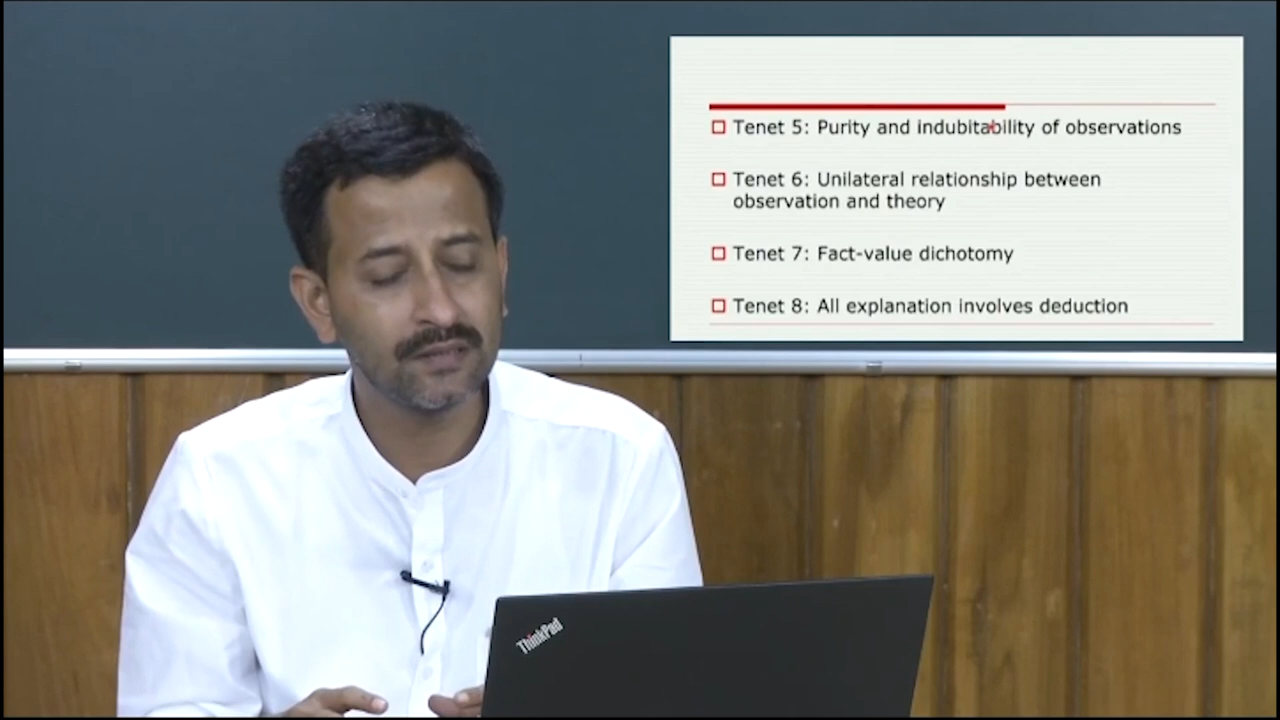 Tenet 5: Purity and indubitability of observations
Tenet 6: Unilateral relationship between
observation and theory
Tenet 7: Fact-value dichotomy
Tenet 8: All explanation involves deduction
ThinkPad